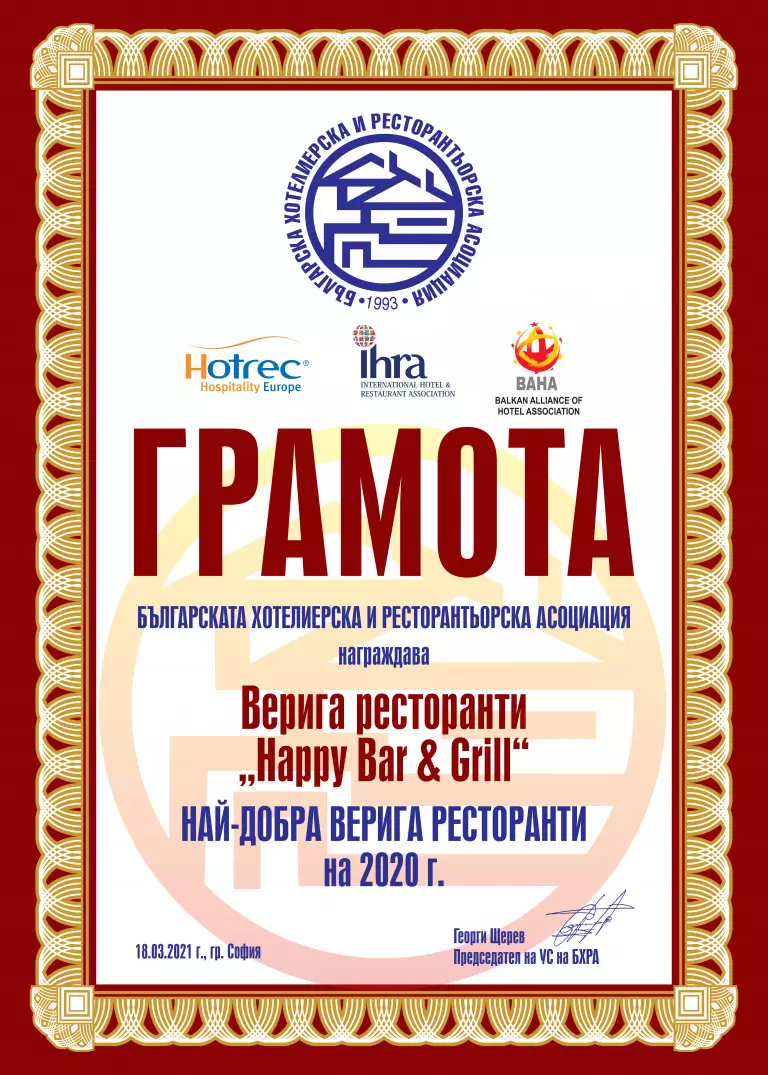 БЪЛГАРСКА ХОТЕЛИЕРСКА И РЕСТОРАНТЬОРСКА АСОЦИАЦИЯ
• 1993 •
Hotrec®
Hospitality Europe
Ihra
INTERNATIONAL HOTEL &
RESTAURANT ASSOCIATION
BAHA
BALKAN ALLIANCE OF
HOTEL ASSOCIATION
ГРАМОТА
БЪЛГАРСКАТА ХОТЕЛИЕРСКА И РЕСТОРАНТЬОРСКА АСОЦИАЦИЯ
награждава
Верига ресторанти
„Happy Bar & Grill“
НАЙ-ДОБРА ВЕРИГА РЕСТОРАНТИ
на 2020 г.
18.03.2021 г., гр. София
Георги Щерев
Председател на УС на БХРА